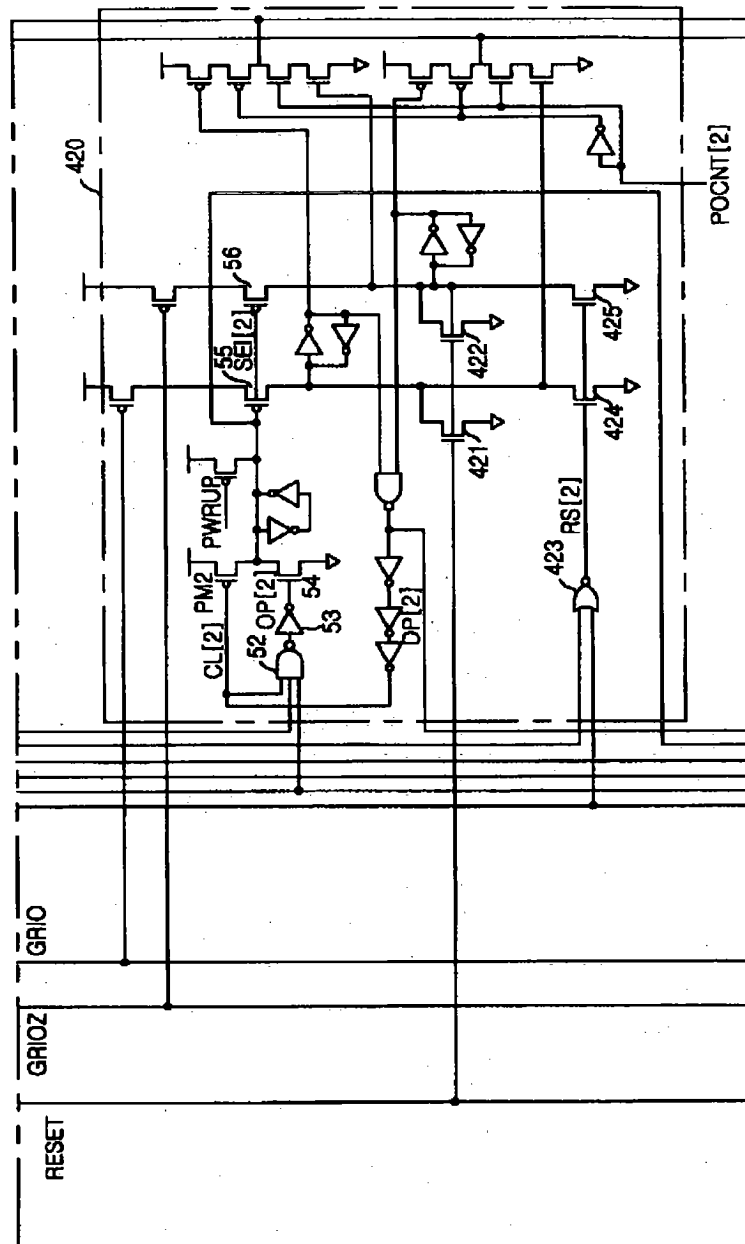 420
POCNT[2]
56
SEI[2]
55
422
425
421
424
PWRUP
PM2
OP[2]
54
CL[2]
53
52
DP[2]
RS[2]
423
GRIO
GRIOZ
RESET